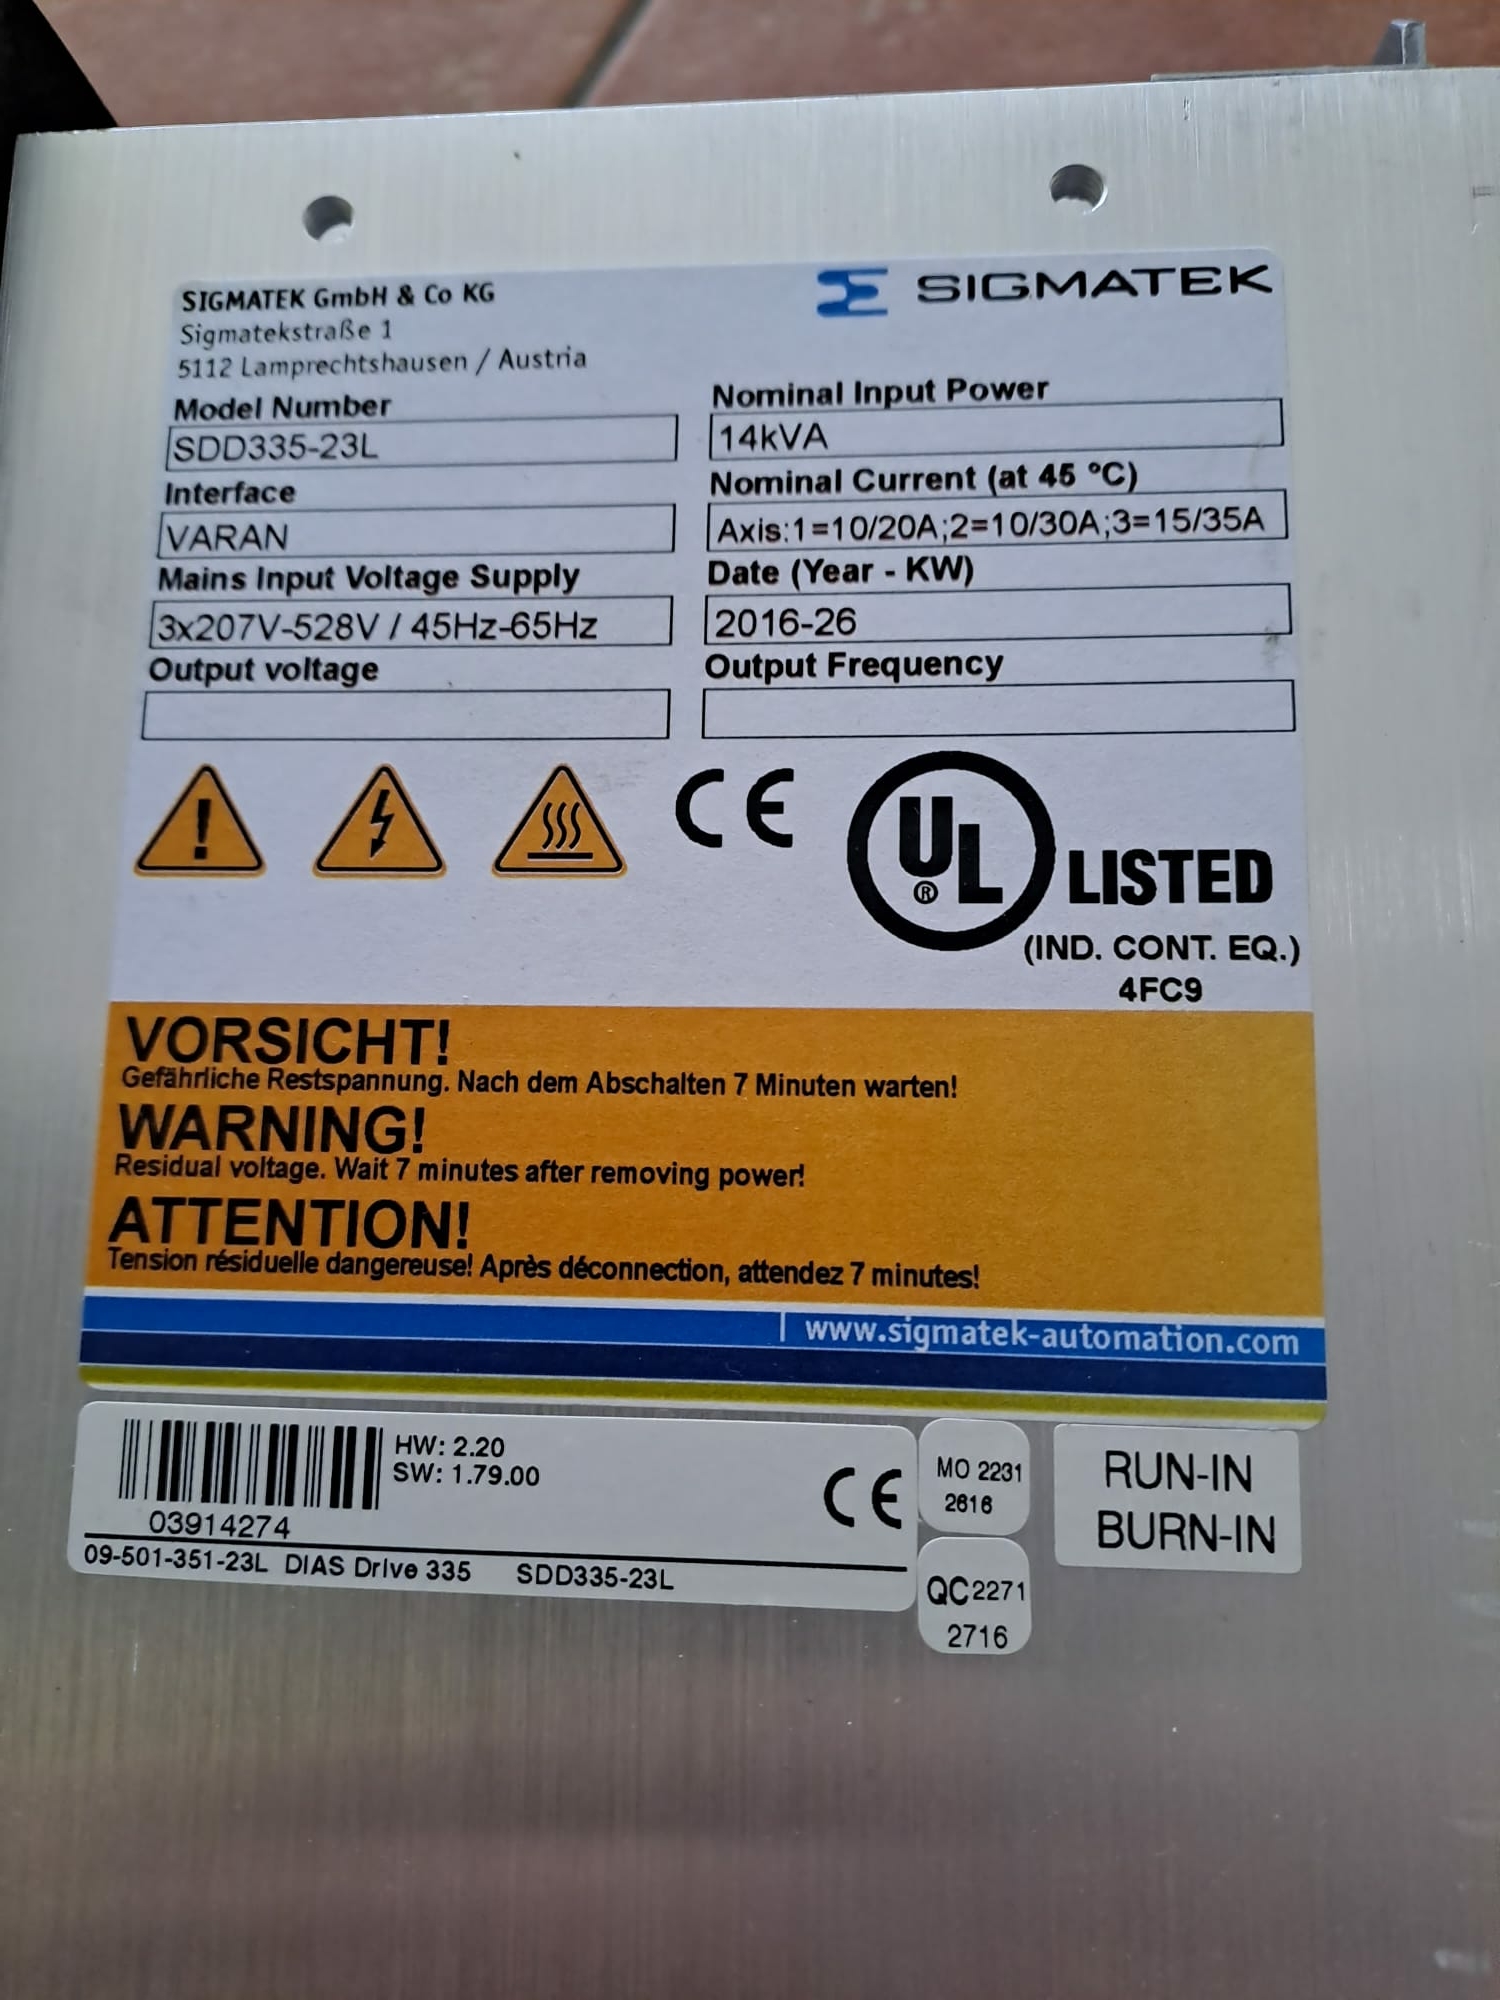 SIGMATEK GmbH & Co KG
Sigmatekstraße 1
5112 Lamprechtshausen / Austria
SIGMATEK
Model Number
SDD335-23L
Nominal Input Power
14kVA
Interface
VARAN
Nominal Current (at 45 °C)
Axis:1=10/20A;2=10/30A;3=15/35A
Mains Input Voltage Supply
3x207V-528V / 45Hz-65Hz
Date (Year - KW)
2016-26
Output voltage
Output Frequency
CE
UL ® LISTED
(IND. CONT. EQ.)
4FC9
VORSICHT!
Gefährliche Restspannung. Nach dem Abschalten 7 Minuten warten!
WARNING!
Residual voltage. Wait 7 minutes after removing power!
ATTENTION!
Tension résiduelle dangereuse! Après déconnection, attendez 7 minutes!
www.sigmatek-automation.com
HW: 2.20
SW: 1.79.00
03914274
CE
09-501-351-23L DIAS Drive 335 SDD335-23L
MO 2231
2616
QC2271
2716
RUN-IN
BURN-IN